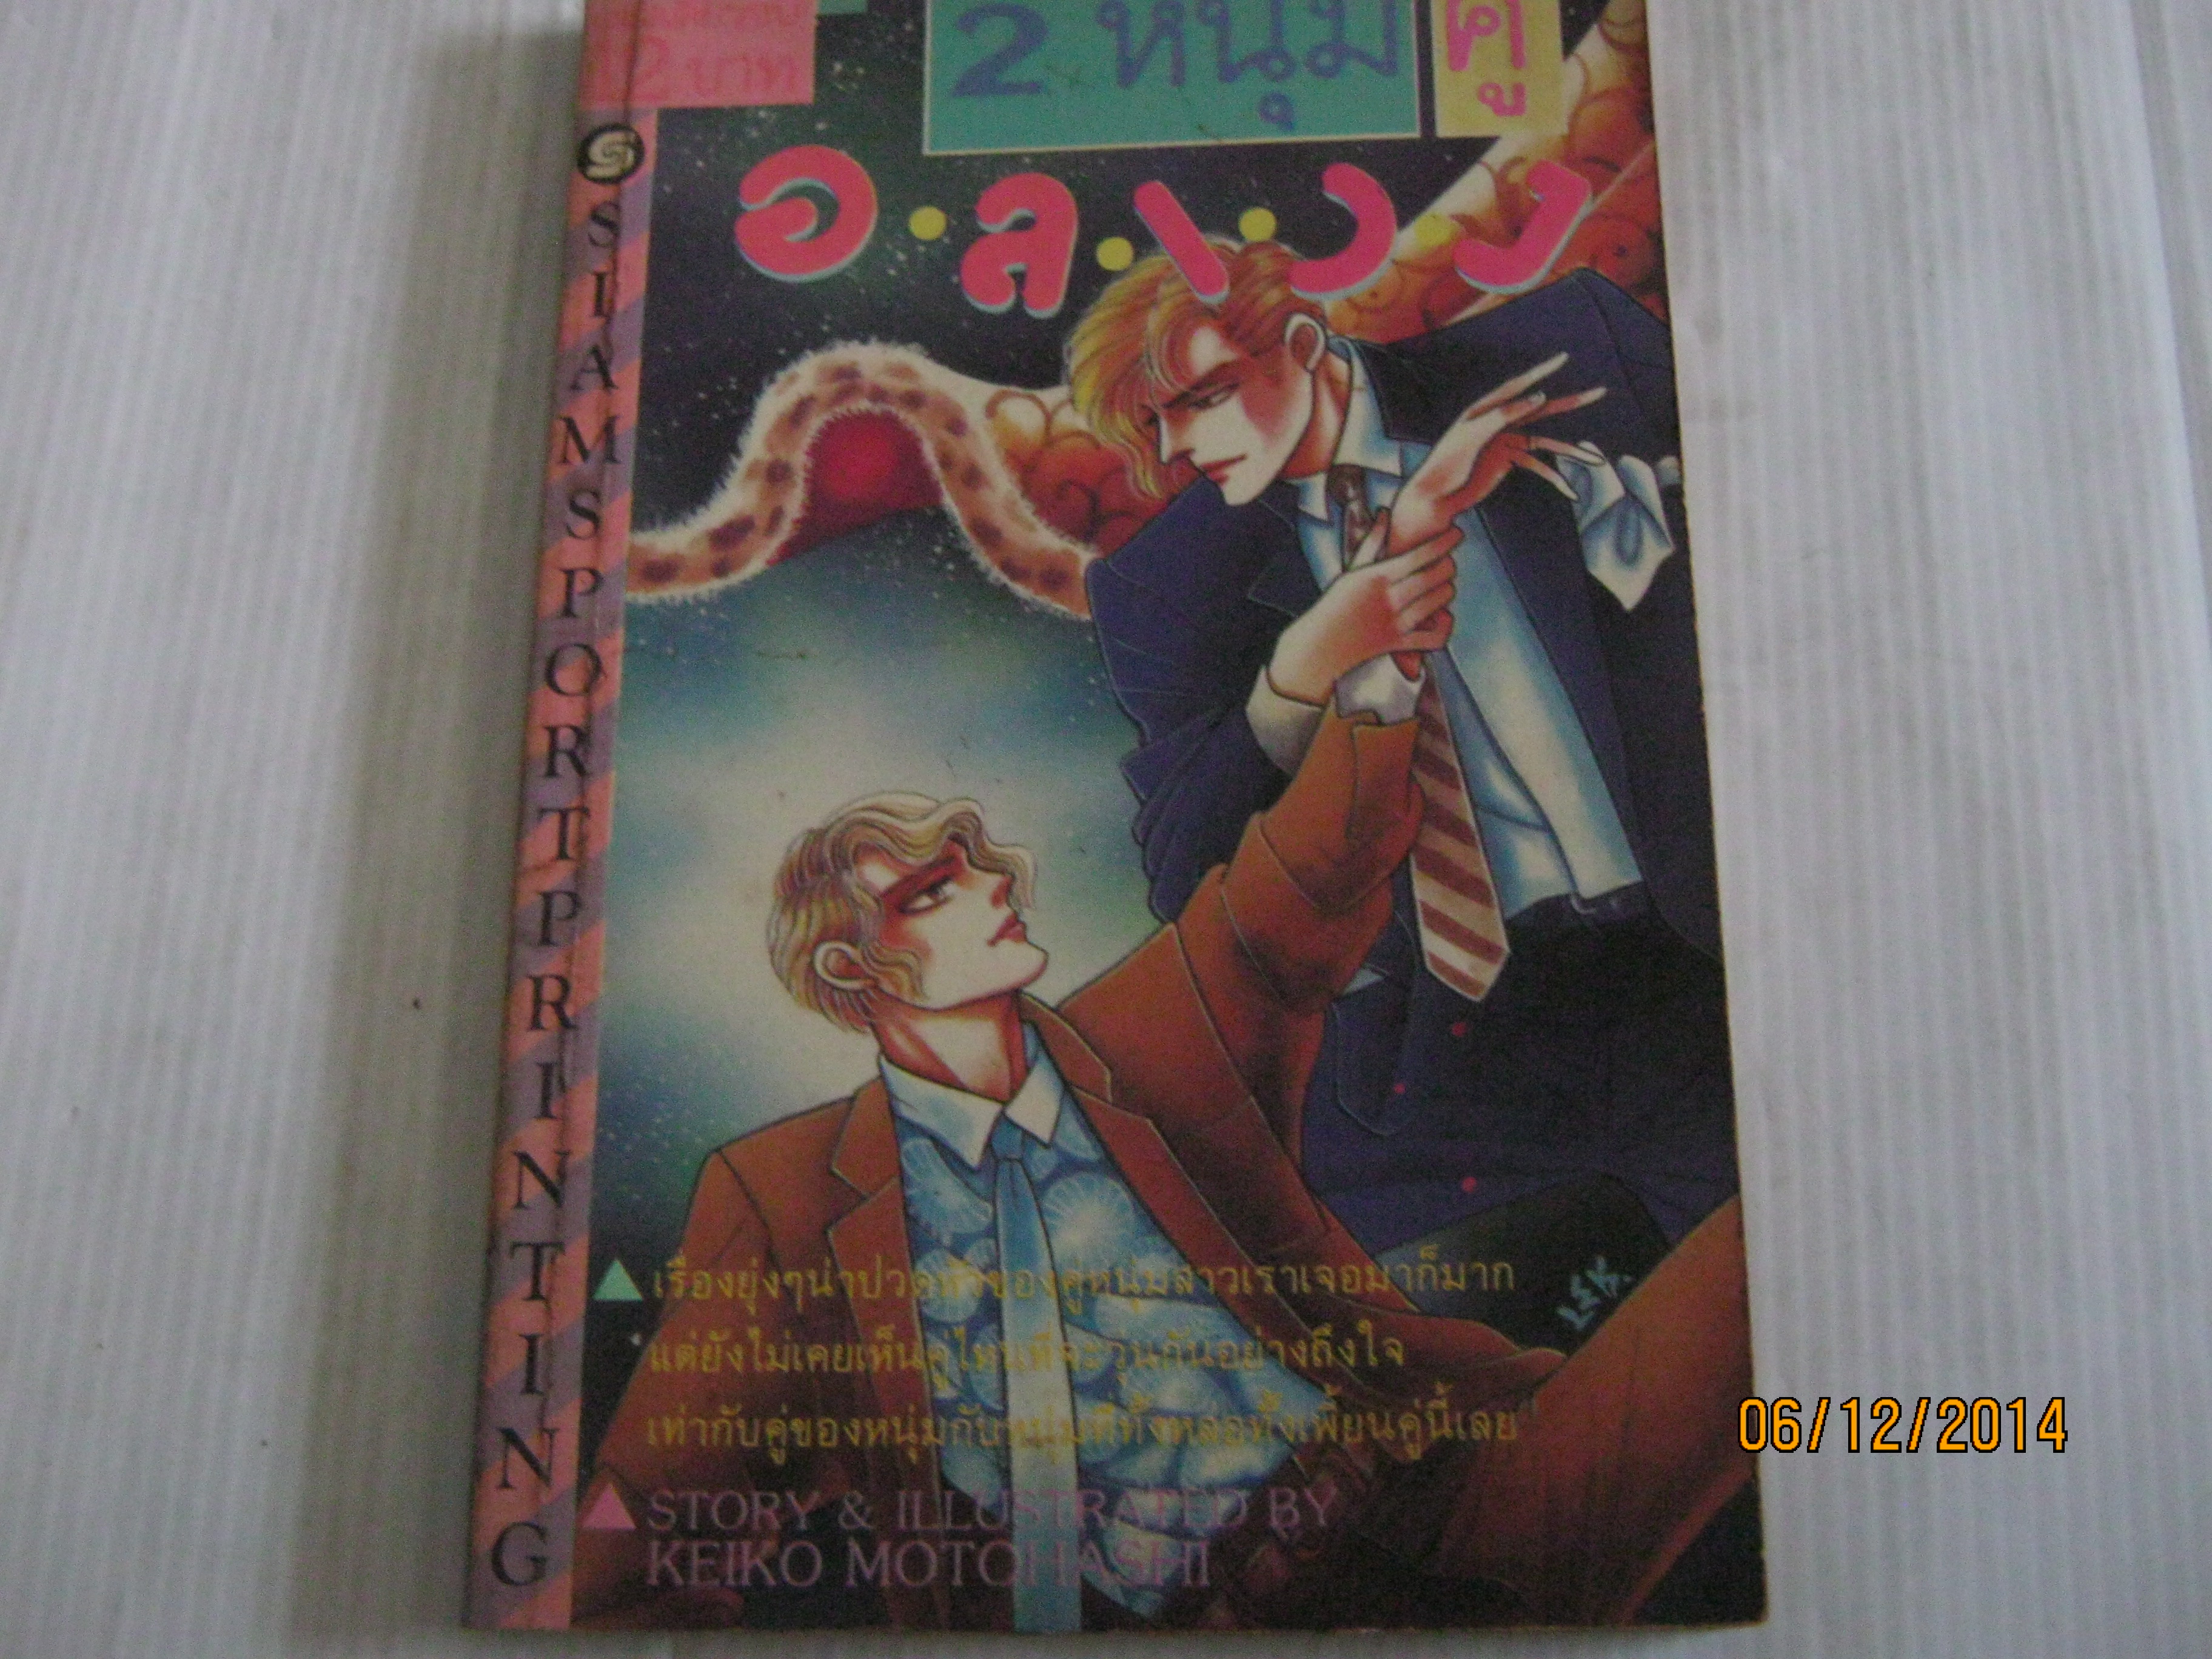 12 บาท
2 หนุ่ม คู่
อ.ล.เ.ว.ง
SIAMSPORTPRINTING
เรื่องยุ่งๆน่าปวดหัวของคู่หนุ่มสาวเราเจอมาก็มาก
แต่ยังไม่เคยเห็นคู่ไหนที่จะวุ่นกันอย่างถึงใจ
เท่ากับคู่ของหนุ่มกับหนุ่มที่ทั้งหล่อทั้งเพี้ยนคู่นี้เลย
STORY & ILLUSTRATED BY
KEIKO MOTOHASHI
06/12/2014